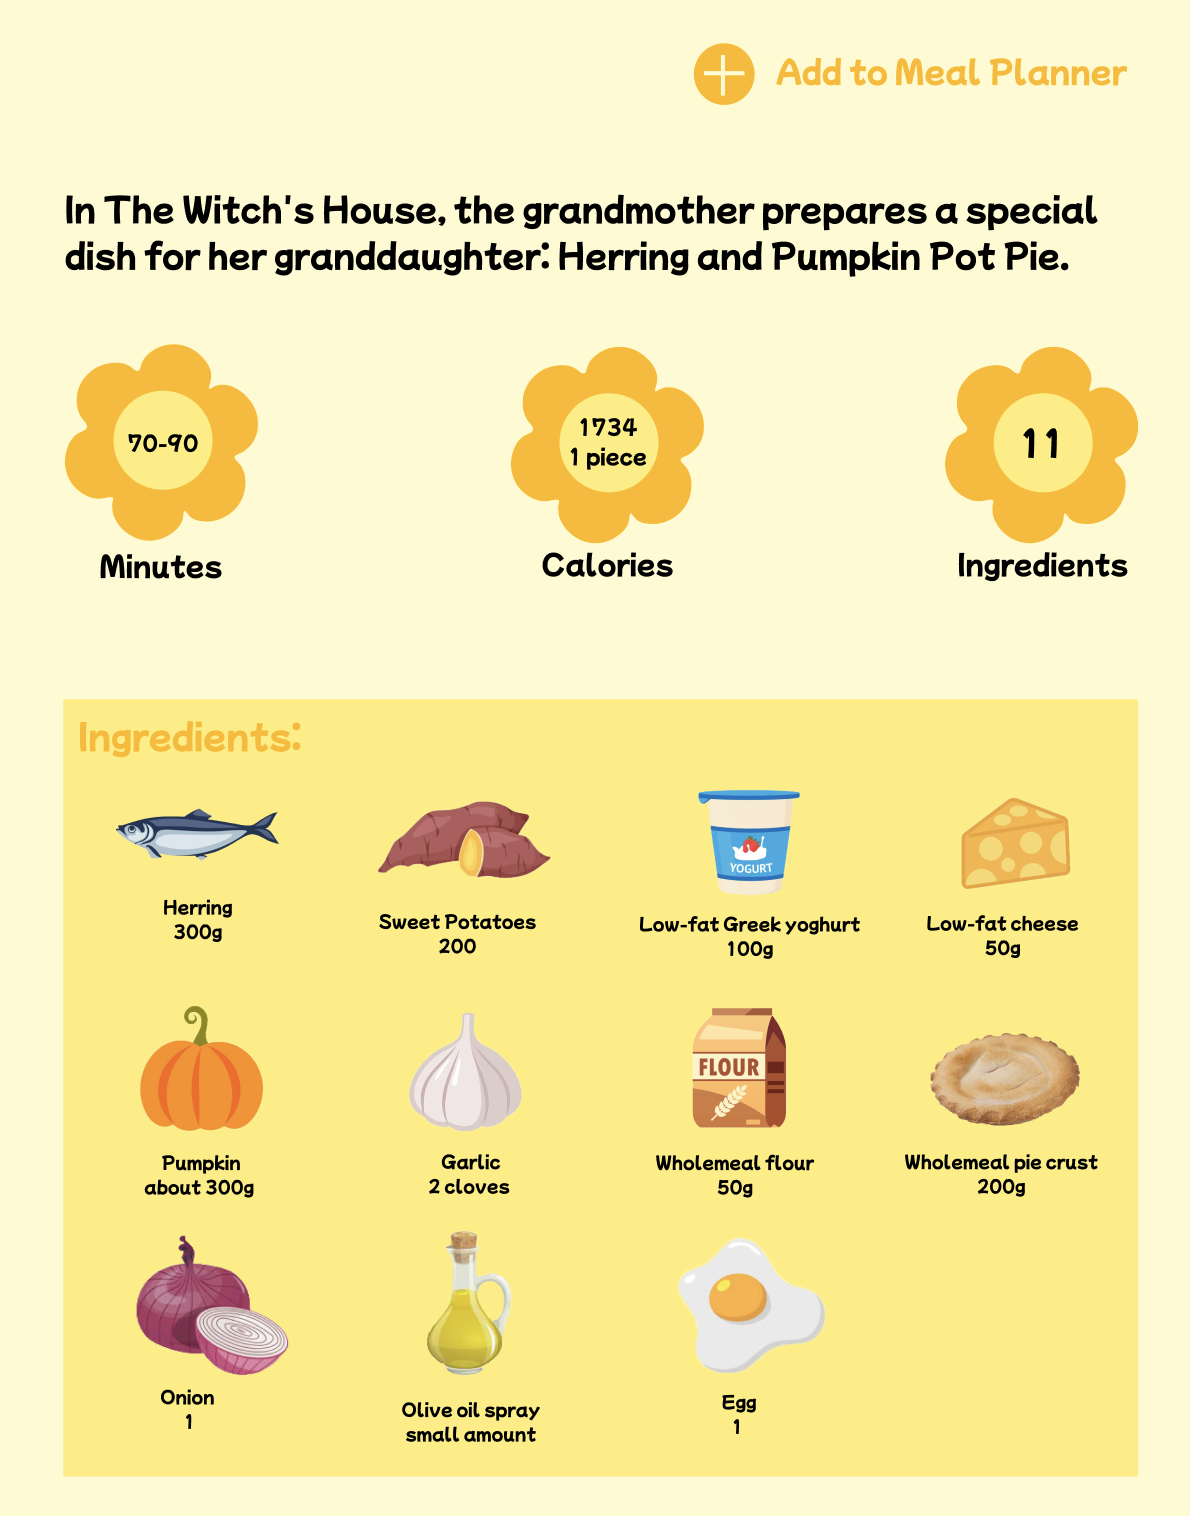 Add to Meal Planner
In The Witch's House, the grandmother prepares a special
dish for her granddaughter: Herring and Pumpkin Pot Pie.
70-90
Minutes
1734
1 piece
Calories
11
Ingredients
Ingredients:
Herring
300g
Sweet Potatoes
200
YOGURT
Low-fat Greek yoghurt
100g
Low-fat cheese
50g
Pumpkin
about 300g
Garlic
2 cloves
FLOUR
Wholemeal flour
50g
Wholemeal pie crust
200g
Onion
1
Olive oil spray
small amount
Egg
1